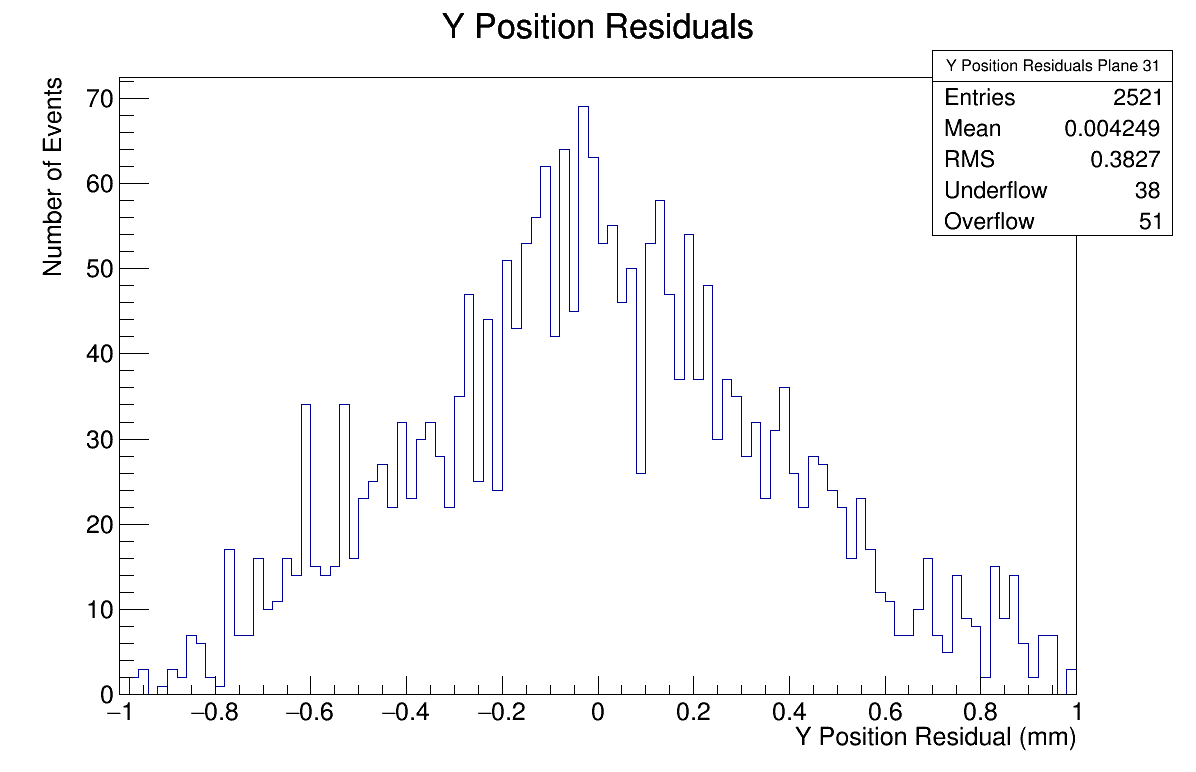 Y Position Residuals
Y Position Residuals Plane 31
Entries 2521
Mean 0.004249
RMS 0.3827
Underflow 38
Overflow 51
Number of Events
70
60
50
40
30
20
10
0
−1 −0.8 −0.6 −0.4 −0.2 0 0.2 0.4 0.6 0.8 1
Y Position Residual (mm)